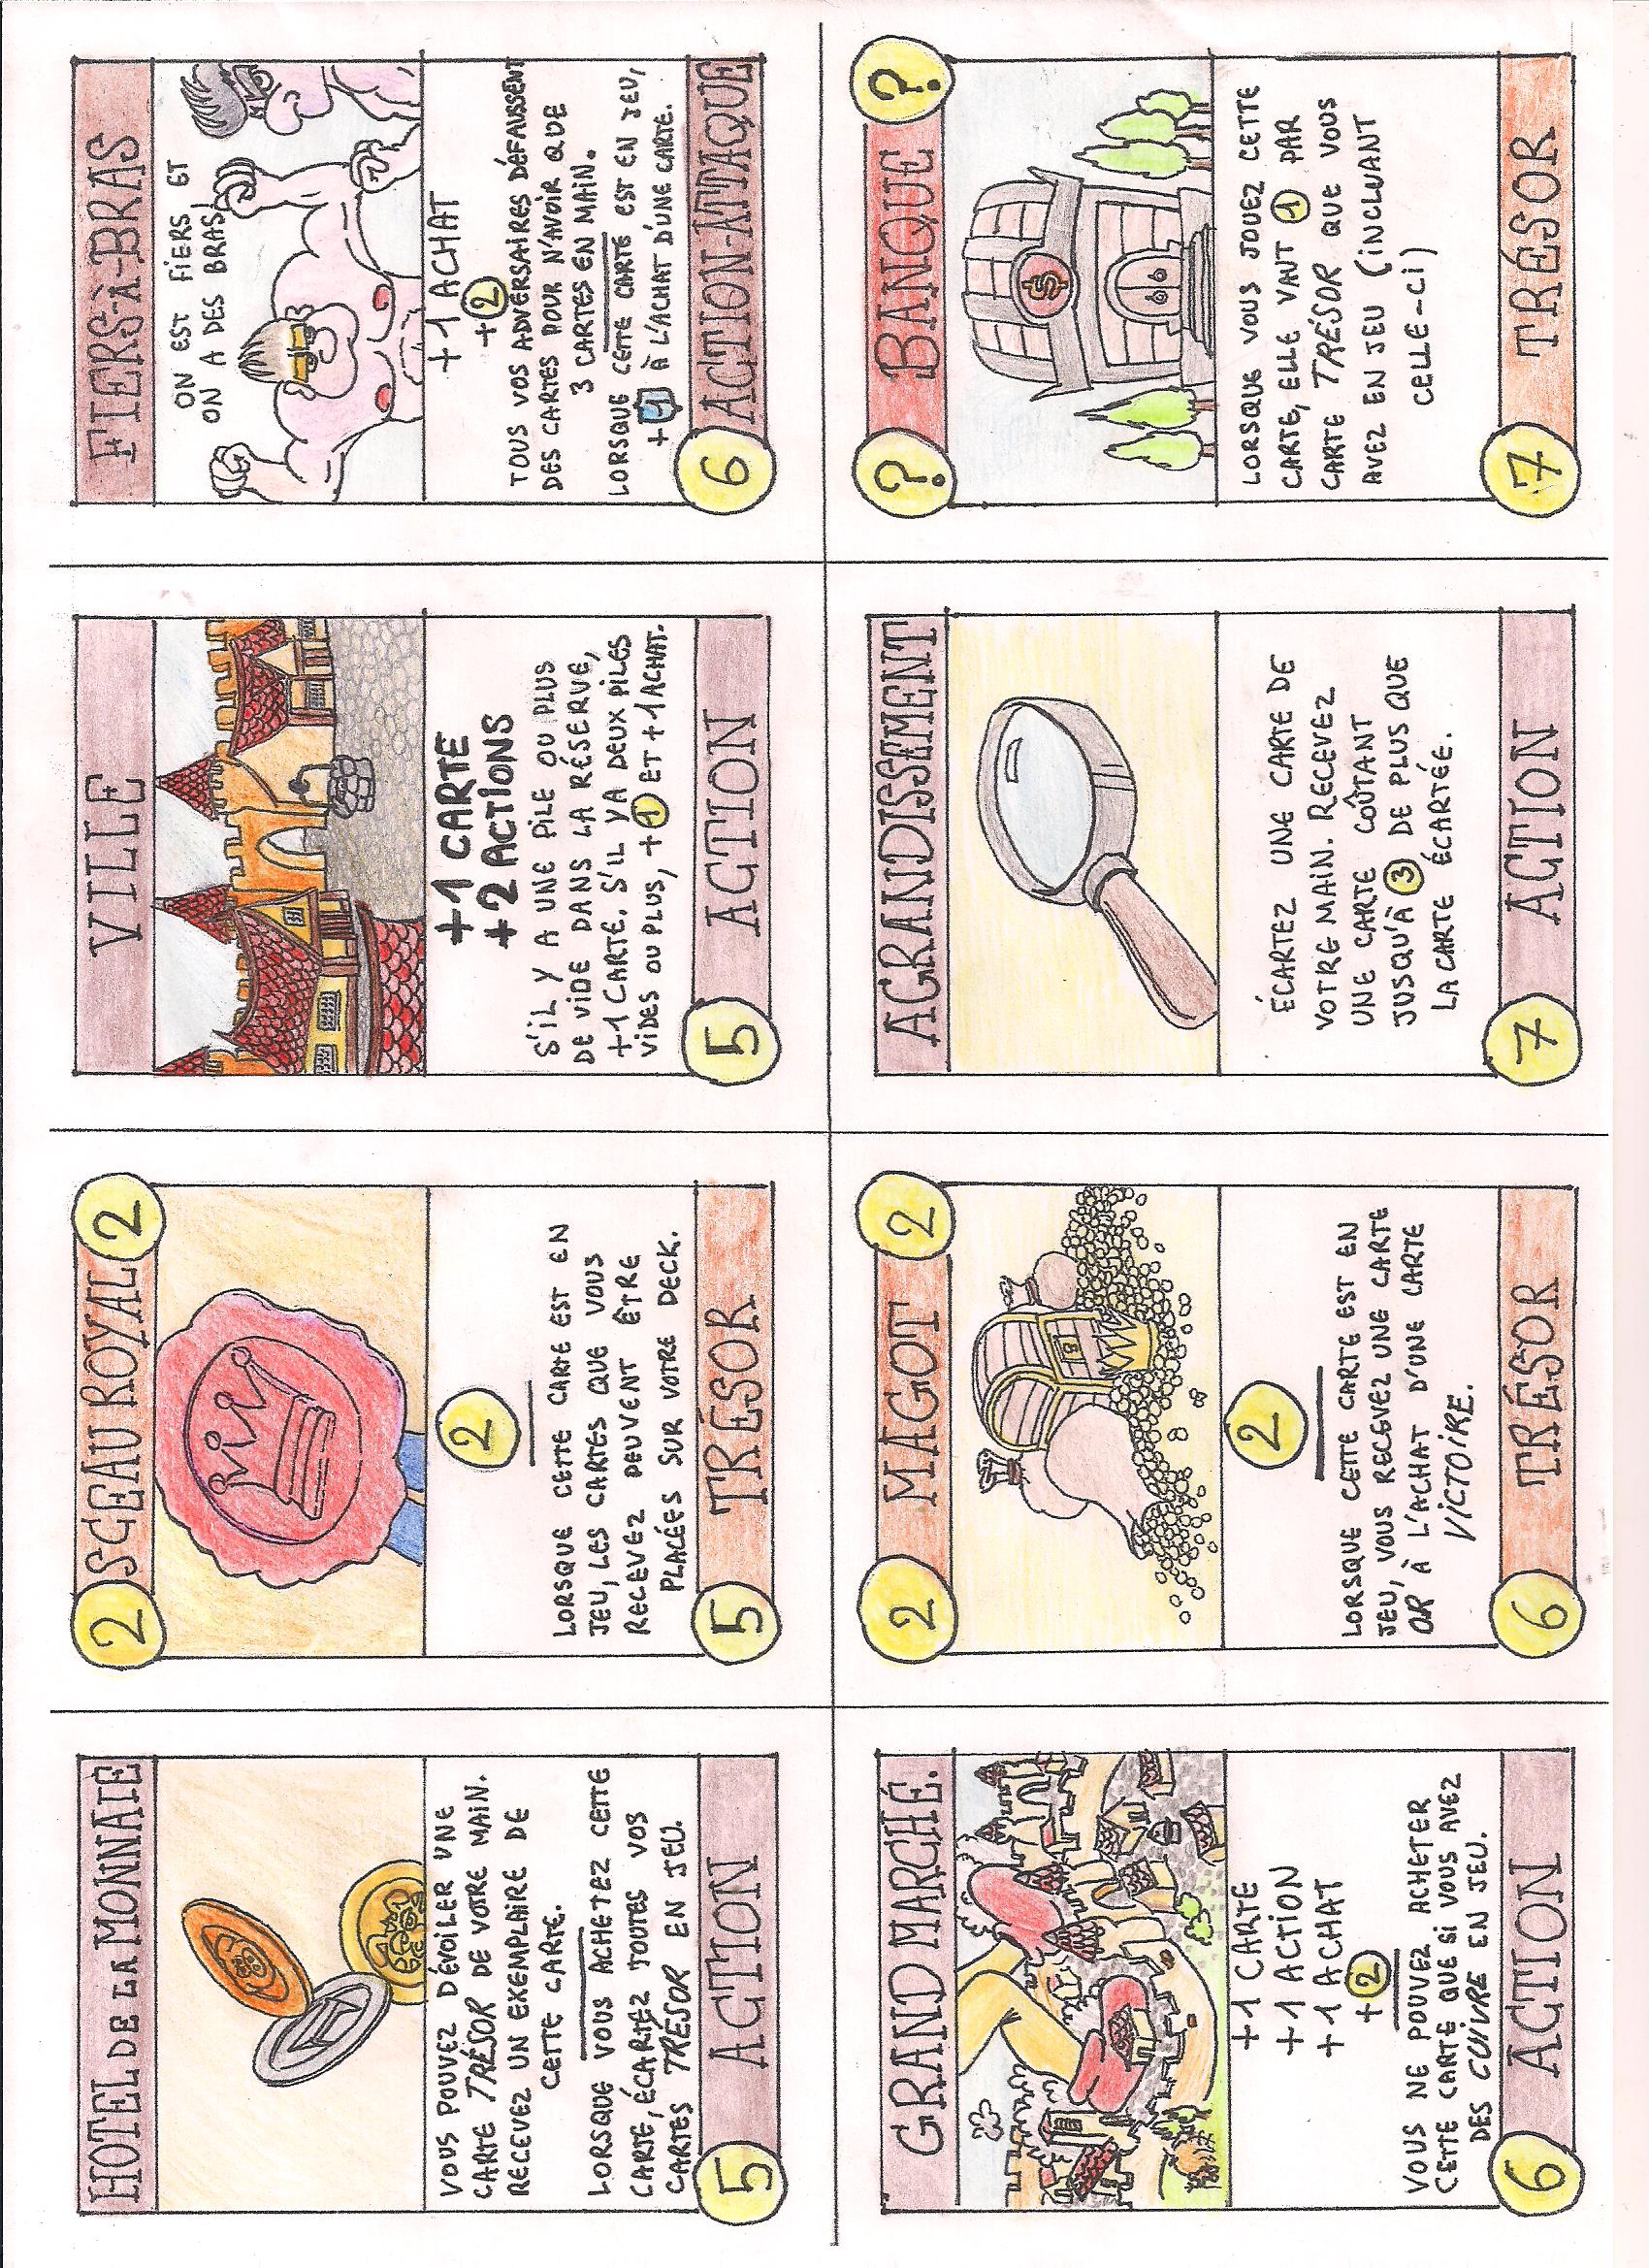 HOTEL DE LA MONNAIE
VOUS POUVEZ DÉVOILER UNE
CARTE TRÉSOR DE VOTRE MAIN.
RECEVEZ UN EXEMPLAIRE DE
CETTE CARTE.
LORSQUE VOUS ACHETEZ CETTE
CARTE, ÉCARTEZ TOUTES VOS
CARTES TRÉSOR EN JEU.
5 ACTION
2 SCEAU ROYAL 2
2
LORSQUE CETTE CARTE EST EN
JEU, LES CARTES QUE VOUS
RECEVEZ PEUVENT ÊTRE
PLACÉES SUR VOTRE DECK.
5 TRÉSOR
VILLE
+1 CARTE
+2 ACTIONS
S'IL Y A UNE PILE OU PLUS
DE VIDE DANS LA RÉSERVE,
+1 CARTE. S'IL Y A DEUX PILES
VIDES OU PLUS, +1 ET +1 ACHAT.
5 ACTION
FIERS-À-BRAS
ON EST FIERS ET
ON A DES BRAS!
+1 ACHAT
+2
TOUS VOS ADVERSAIRES DÉFAUSSENT
DES CARTES POUR N'AVOIR QUE
3 CARTES EN MAIN.
LORSQUE CETTE CARTE EST EN JEU,
+1 À L'ACHAT D'UNE CARTE.
6 ACTION-ATTAQUE
GRAND MARCHÉ.
+1 CARTE
+1 ACTION
+1 ACHAT
+2
VOUS NE POUVEZ ACHETER
CETTE CARTE QUE SI VOUS AVEZ
DES CUIVRE EN JEU.
6 ACTION
2 MAGOT 2
2
LORSQUE CETTE CARTE EST EN
JEU, VOUS RECEVEZ UNE CARTE
OR À L'ACHAT D'UNE CARTE
VICTOIRE.
6 TRÉSOR
AGRANDISSEMENT
ÉCARTEZ UNE CARTE DE
VOTRE MAIN. RECEVEZ
UNE CARTE COÛTANT
JUSQU'À 3 DE PLUS QUE
LA CARTE ÉCARTÉE.
7 ACTION
? BANQUE ?
$
LORSQUE VOUS JOUEZ CETTE
CARTE, ELLE VAUT 1 PAR
CARTE TRÉSOR QUE VOUS
AVEZ EN JEU (INCLUANT
CELLE-CI)
7 TRÉSOR